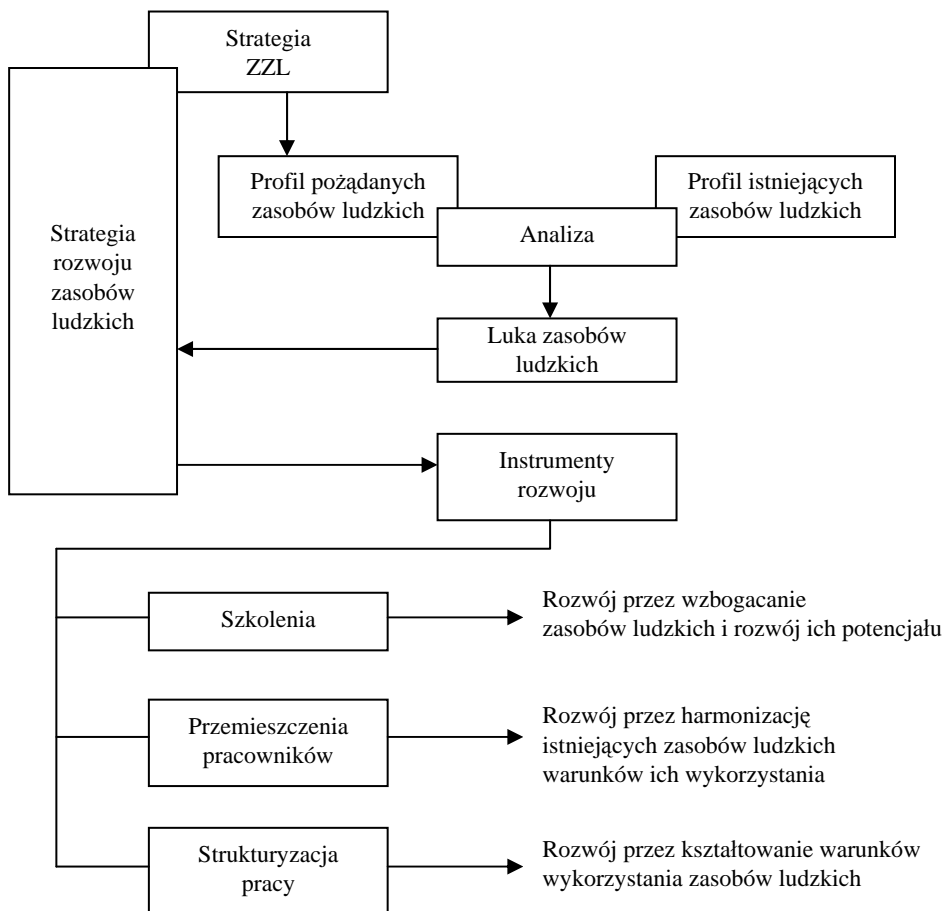 Strategia
ZZL
Profil pożądanych
zasobów ludzkich
Profil istniejących
zasobów ludzkich
Analiza
Strategia
rozwoju
zasobów
ludzkich
Luka zasobów
ludzkich
Instrumenty
rozwoju
Szkolenia
Rozwój przez wzbogacanie
zasobów ludzkich i rozwój ich potencjału
Przemieszczenia
pracowników
Rozwój przez harmonizację
istniejących zasobów ludzkich
warunków ich wykorzystania
Strukturyzacja
pracy
Rozwój przez kształtowanie warunków
wykorzystania zasobów ludzkich